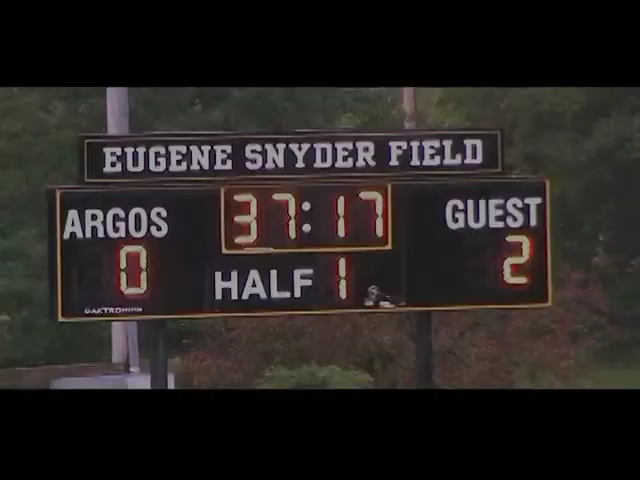 EUGENE SNYDER FIELD
ARGOS 37:17 GUEST
0 HALF 1 2
DAKTRONICS